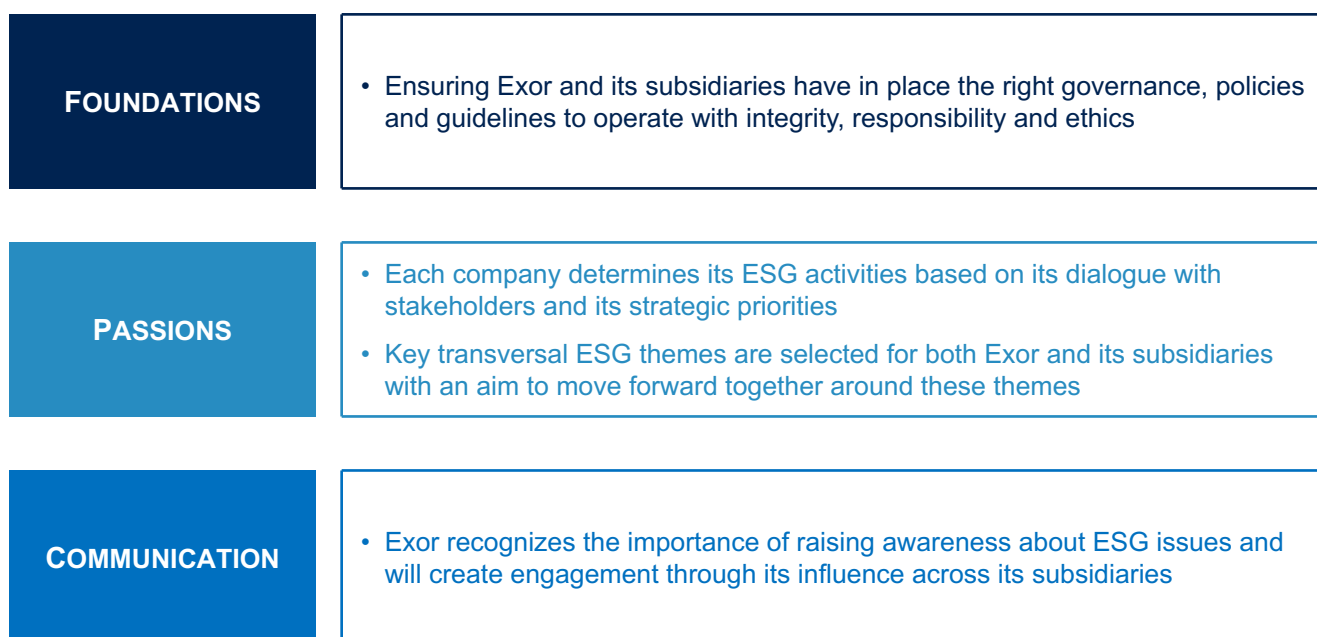 FOUNDATIONS
• Ensuring Exor and its subsidiaries have in place the right governance, policies
and guidelines to operate with integrity, responsibility and ethics
PASSIONS
• Each company determines its ESG activities based on its dialogue with
stakeholders and its strategic priorities
• Key transversal ESG themes are selected for both Exor and its subsidiaries
with an aim to move forward together around these themes
COMMUNICATION
• Exor recognizes the importance of raising awareness about ESG issues and
will create engagement through its influence across its subsidiaries